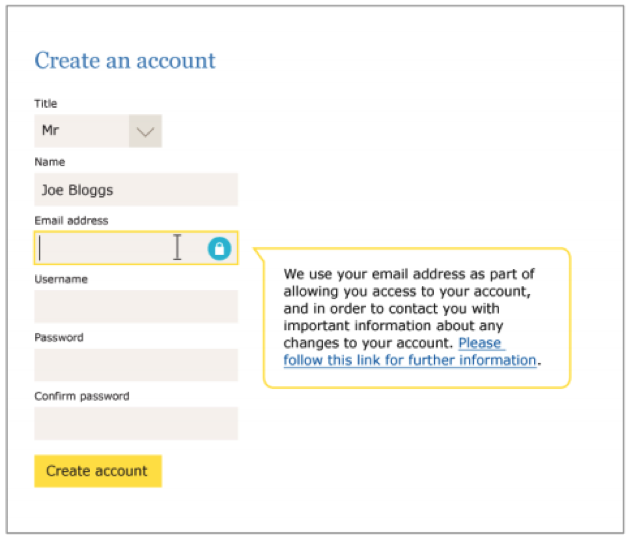 Create an account
Title
Mr
Name
Joe Bloggs
Email address
Username
Password
Confirm password
Create account
We use your email address as part of
allowing you access to your account,
and in order to contact you with
important information about any
changes to your account. Please
follow this link for further information.